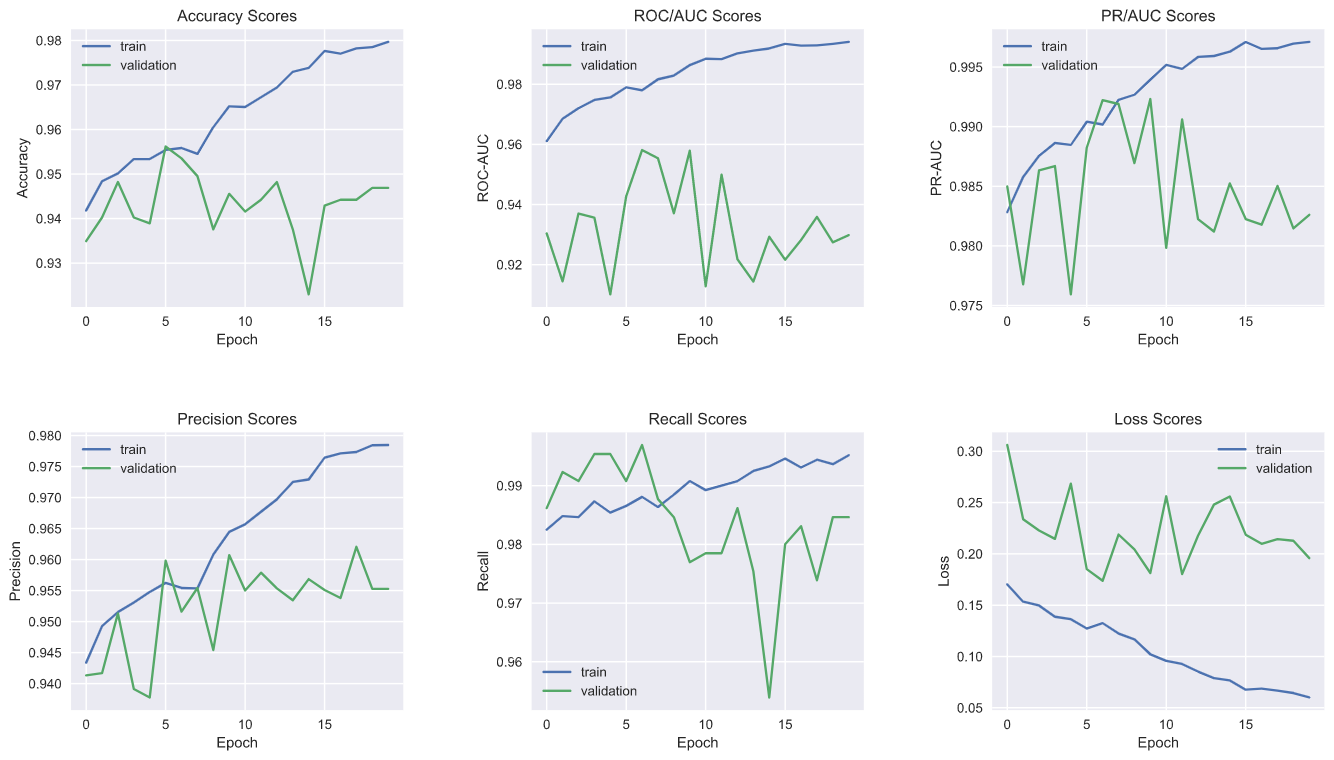 Accuracy Scores
train
validation
0.98
0.97
0.96
0.95
0.94
0.93
Accuracy
0 5 10 15
Epoch
ROC/AUC Scores
train
validation
0.98
0.96
0.94
0.92
ROC-AUC
0 5 10 15
Epoch
PR/AUC Scores
train
validation
0.995
0.990
0.985
0.980
0.975
PR-AUC
0 5 10 15
Epoch
Precision Scores
train
validation
0.980
0.975
0.970
0.965
0.960
0.955
0.950
0.945
0.940
Precision
0 5 10 15
Epoch
Recall Scores
0.99
0.98
0.97
0.96
Recall
train
validation
0 5 10 15
Epoch
Loss Scores
train
validation
0.30
0.25
0.20
0.15
0.10
0.05
Loss
0 5 10 15
Epoch